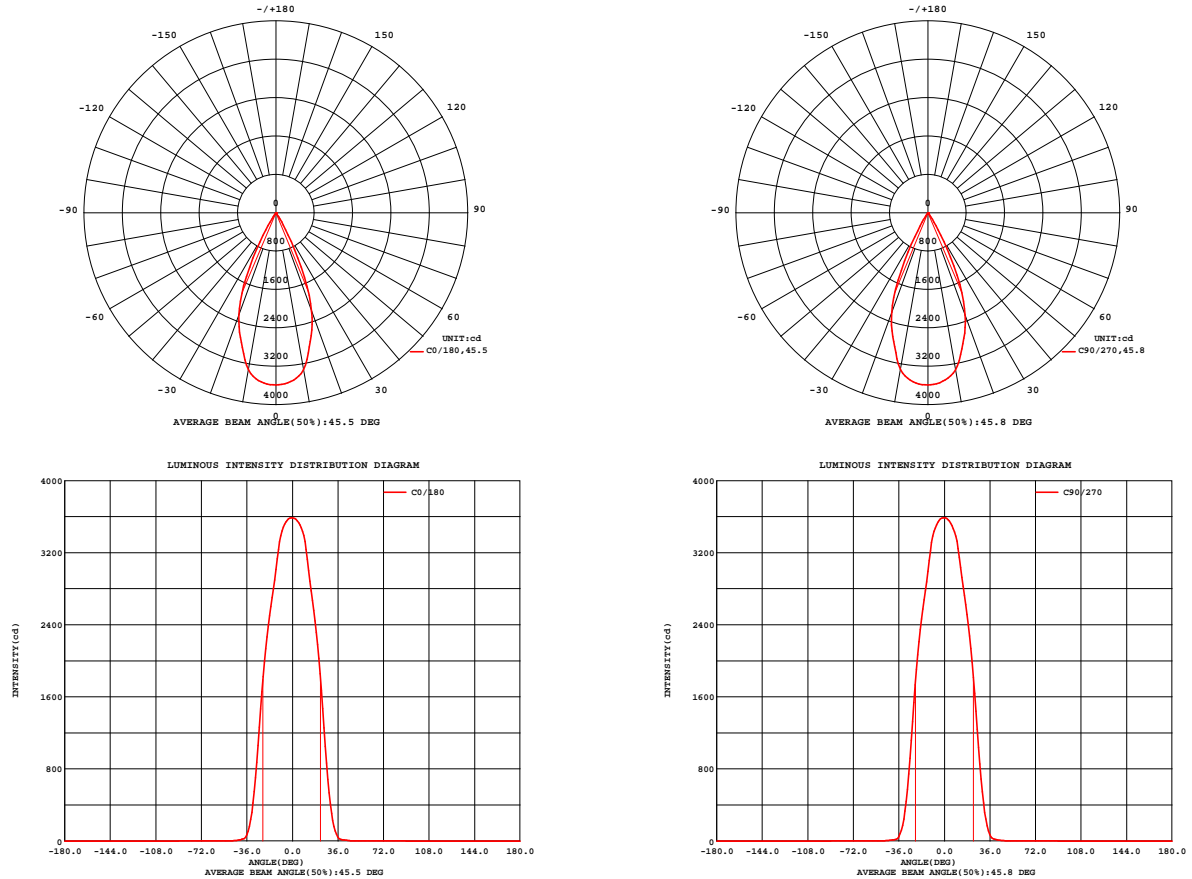 -/+180
-150
150
-120
120
-90
90
-60
60
-30
30
0
0
800
1600
2400
3200
4000
UNIT:cd
C0/180,45.5
AVERAGE BEAM ANGLE(50%):45.5 DEG
-/+180
-150
150
-120
120
-90
90
-60
60
-30
30
0
0
800
1600
2400
3200
4000
UNIT:cd
C90/270,45.8
AVERAGE BEAM ANGLE(50%):45.8 DEG
LUMINOUS INTENSITY DISTRIBUTION DIAGRAM
C0/180
INTENSITY(cd)
4000
3200
2400
1600
800
0
-180.0 -144.0 -108.0 -72.0 -36.0 0.0 36.0 72.0 108.0 144.0 180.0
ANGLE(DEG)
AVERAGE BEAM ANGLE(50%):45.5 DEG
LUMINOUS INTENSITY DISTRIBUTION DIAGRAM
C90/270
INTENSITY(cd)
4000
3200
2400
1600
800
0
-180.0 -144.0 -108.0 -72.0 -36.0 0.0 36.0 72.0 108.0 144.0 180.0
ANGLE(DEG)
AVERAGE BEAM ANGLE(50%):45.8 DEG